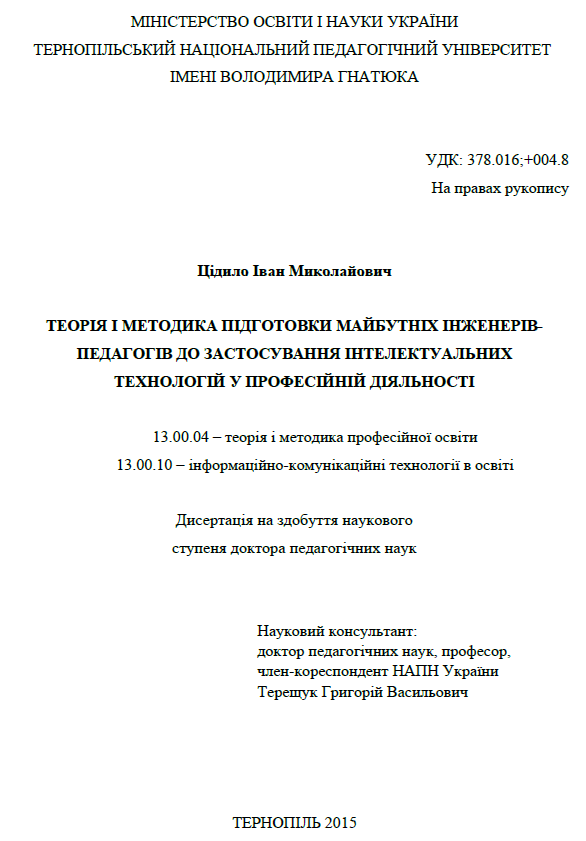 МІНІСТЕРСТВО ОСВІТИ І НАУКИ УКРАЇНИ
ТЕРНОПІЛЬСЬКИЙ НАЦІОНАЛЬНИЙ ПЕДАГОГІЧНИЙ УНІВЕРСИТЕТ
ІМЕНІ ВОЛОДИМИРА ГНАТЮКА
УДК: 378.016;+004.8
На правах рукопису
Цідило Іван Миколайович
ТЕОРІЯ І МЕТОДИКА ПІДГОТОВКИ МАЙБУТНІХ ІНЖЕНЕРІВ-
ПЕДАГОГІВ ДО ЗАСТОСУВАННЯ ІНТЕЛЕКТУАЛЬНИХ
ТЕХНОЛОГІЙ У ПРОФЕСІЙНІЙ ДІЯЛЬНОСТІ
13.00.04 – теорія і методика професійної освіти
13.00.10 – інформаційно-комунікаційні технології в освіті
Дисертація на здобуття наукового
ступеня доктора педагогічних наук
Науковий консультант:
доктор педагогічних наук, професор,
член-кореспондент НАПН України
Терещук Григорій Васильович
ТЕРНОПІЛЬ 2015